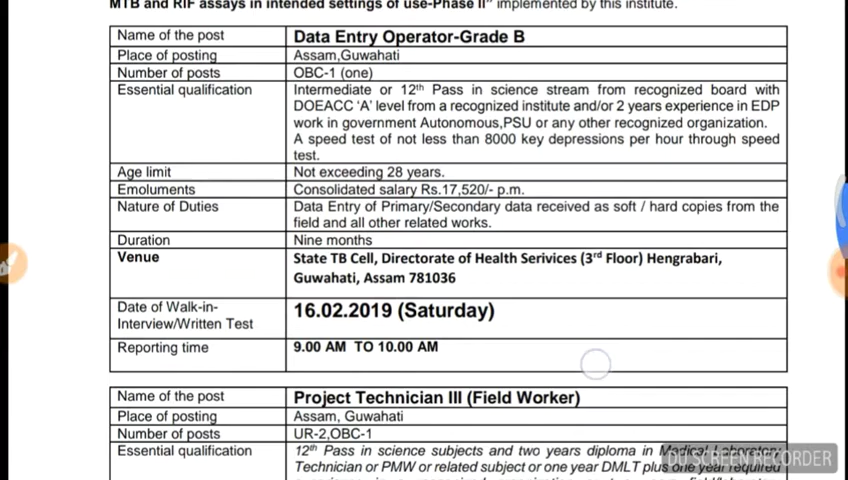 MTB and RIF assays in intended settings of use-Phase II" implemented by this institute.
Name of the post Data Entry Operator-Grade B
Place of posting Assam,Guwahati
Number of posts OBC-1 (one)
Essential qualification Intermediate or 12th Pass in science stream from recognized board with
DOEACC 'A' level from a recognized institute and/or 2 years experience in EDP
work in government Autonomous,PSU or any other recognized organization.
A speed test of not less than 8000 key depressions per hour through speed
test.
Age limit Not exceeding 28 years.
Emoluments Consolidated salary Rs.17,520/- p.m.
Nature of Duties Data Entry of Primary/Secondary data received as soft / hard copies from the
field and all other related works.
Duration Nine months
Venue State TB Cell, Directorate of Health Serivices (3rd Floor) Hengrabari,
Guwahati, Assam 781036
Date of Walk-in-
Interview/Written Test 16.02.2019 (Saturday)
Reporting time 9.00 AM TO 10.00 AM
Name of the post Project Technician III (Field Worker)
Place of posting Assam, Guwahati
Number of posts UR-2,OBC-1
Essential qualification 12th Pass in science subjects and two years diploma in Medical Laboratory
Technician or PMW or related subject or one year DMLT plus one year required
DU SCREEN RECORDER